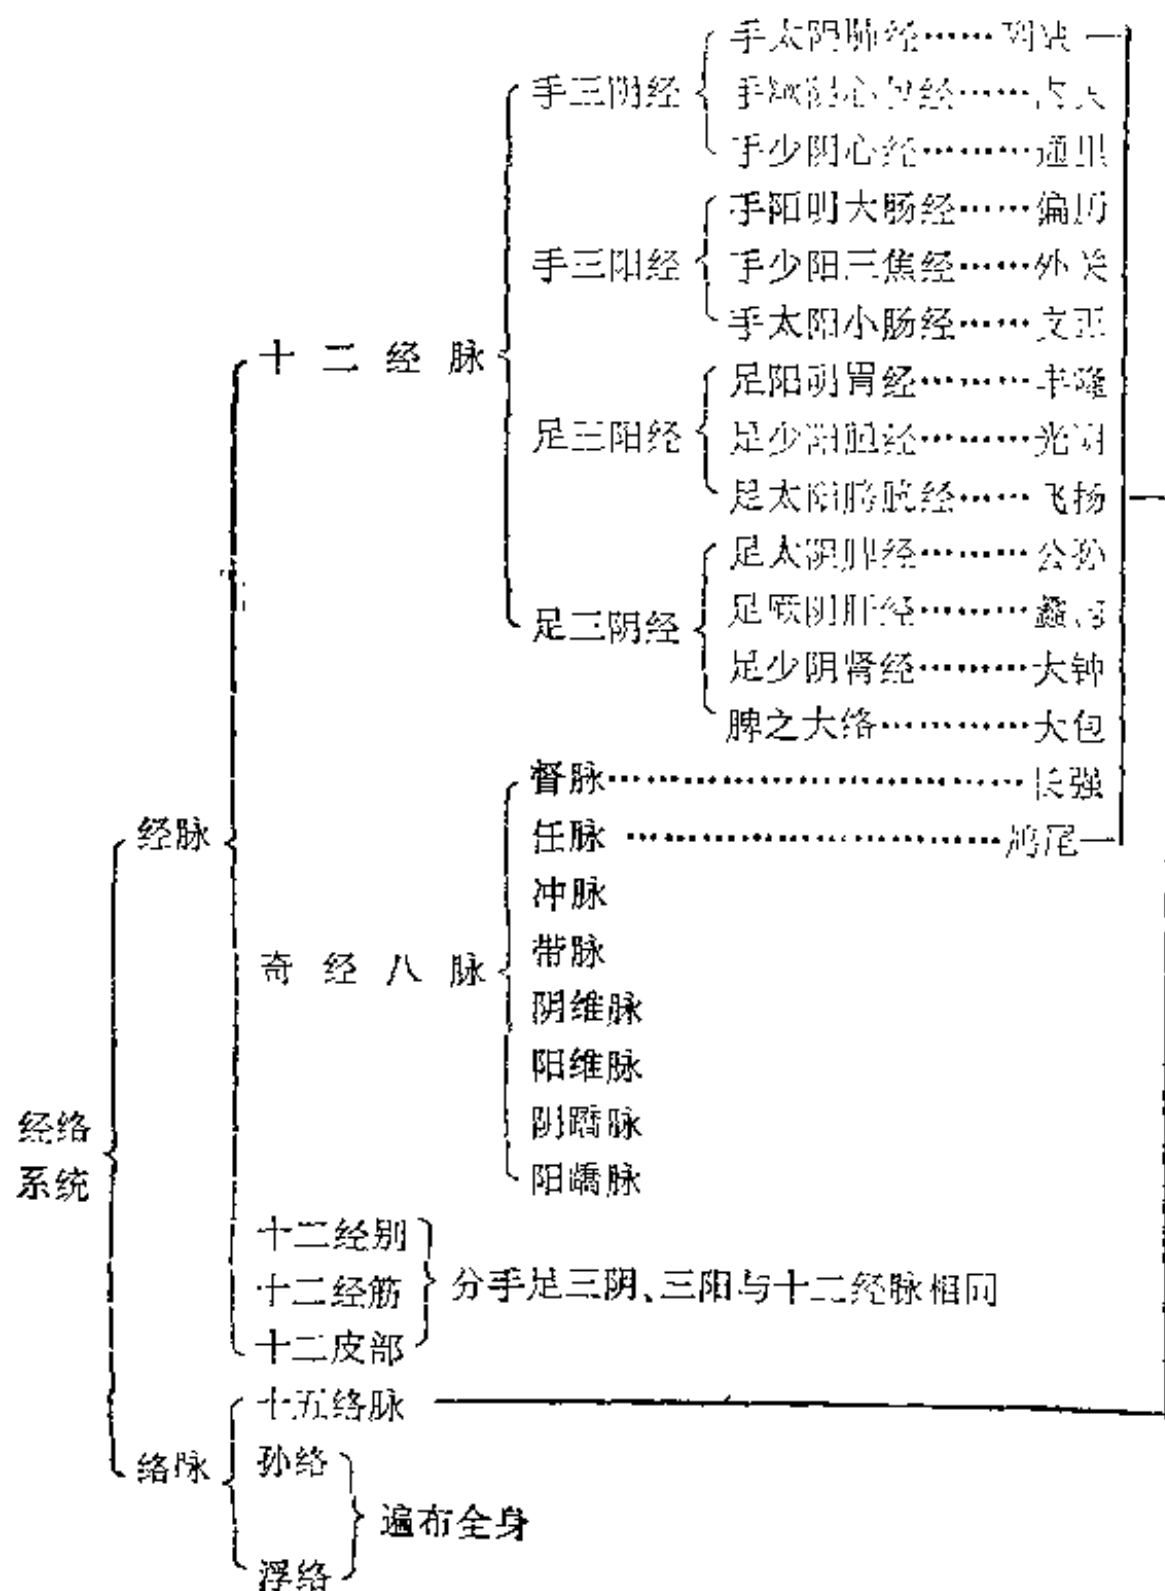 手太阴肺经……列缺
手三阴经
手厥阴心包经……内关
手少阴心经………通里
手阳明大肠经……偏历
手三阳经
手少阳三焦经……外关
手太阳小肠经……支正
十二经脉
足阳明胃经………丰隆
足三阳经
足少阳胆经………光明
足太阳膀胱经……飞扬
足太阴脾经………公孙
足三阴经
足厥阴肝经………蠡沟
足少阴肾经………大钟
脾之大络…………大包
督脉……………………………长强
经脉
任脉……………………………鸠尾
冲脉
带脉
奇经八脉
阴维脉
阳维脉
经络
系统
阴蹻脉
阳蹻脉
十二经别
十二经筋
分手足三阴、三阳与十二经脉相同
十二皮部
十五络脉
络脉
孙络
遍布全身
浮络